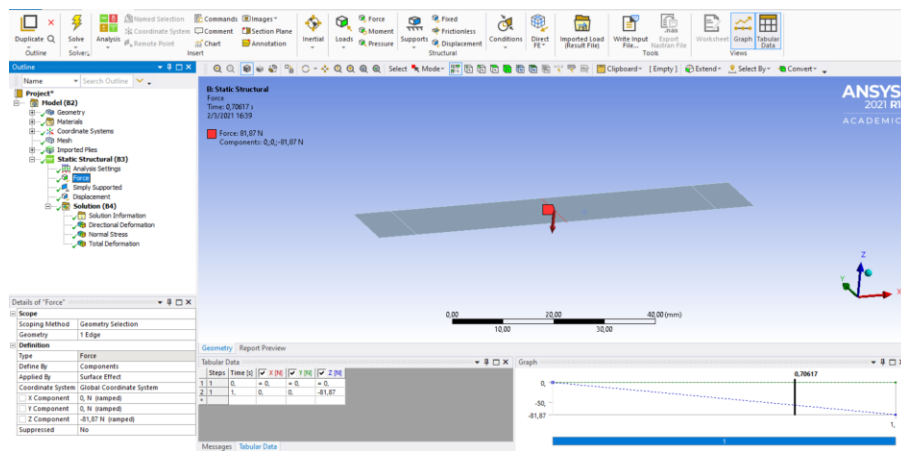 Duplicate Q Solve Analysis Named Selection Coordinate System Remote Point Commands Comment Chart Images Section Plane Annotation Inertial Loads Force Moment Pressure Supports Fixed Frictionless Displacement Conditions Direct FE Imported Load (Result File) Write Input File... Export Nastran File Worksheet Graph Tabular Data
Outline Solver Insert Structural Tools Views
Outline
Name Search Outline
Select Mode Clipboard [Empty] Extend Select By Convert
Project*
Model (B2)
Geometry
Materials
Coordinate Systems
Mesh
Imported Plies
Static Structural (B3)
Analysis Settings
Force
Simply Supported
Displacement
Solution (B4)
Solution Information
Directional Deformation
Normal Stress
Total Deformation
B: Static Structural
Force
Time: 0,70617 s
2/3/2021 16:39
Force: 81,87 N
Components: 0,;0,;-81,87 N
ANSYS
2021 R1
ACADEMIC
Z
Y
X
0,00 20,00 40,00 (mm)
10,00 30,00
Geometry Report Preview
Details of "Force"
Scope
Scoping Method Geometry Selection
Geometry 1 Edge
Definition
Type Force
Define By Components
Applied By Surface Effect
Coordinate System Global Coordinate System
X Component 0, N (ramped)
Y Component 0, N (ramped)
Z Component -81,87 N (ramped)
Suppressed No
Tabular Data
Steps Time [s] X [N] Y [N] Z [N]
1 1 0, = 0, = 0, = 0,
2 1 1, 0, 0, -81,87
*
Messages Tabular Data
Graph
0,70617
0,
-50,
-81,87
1,
1